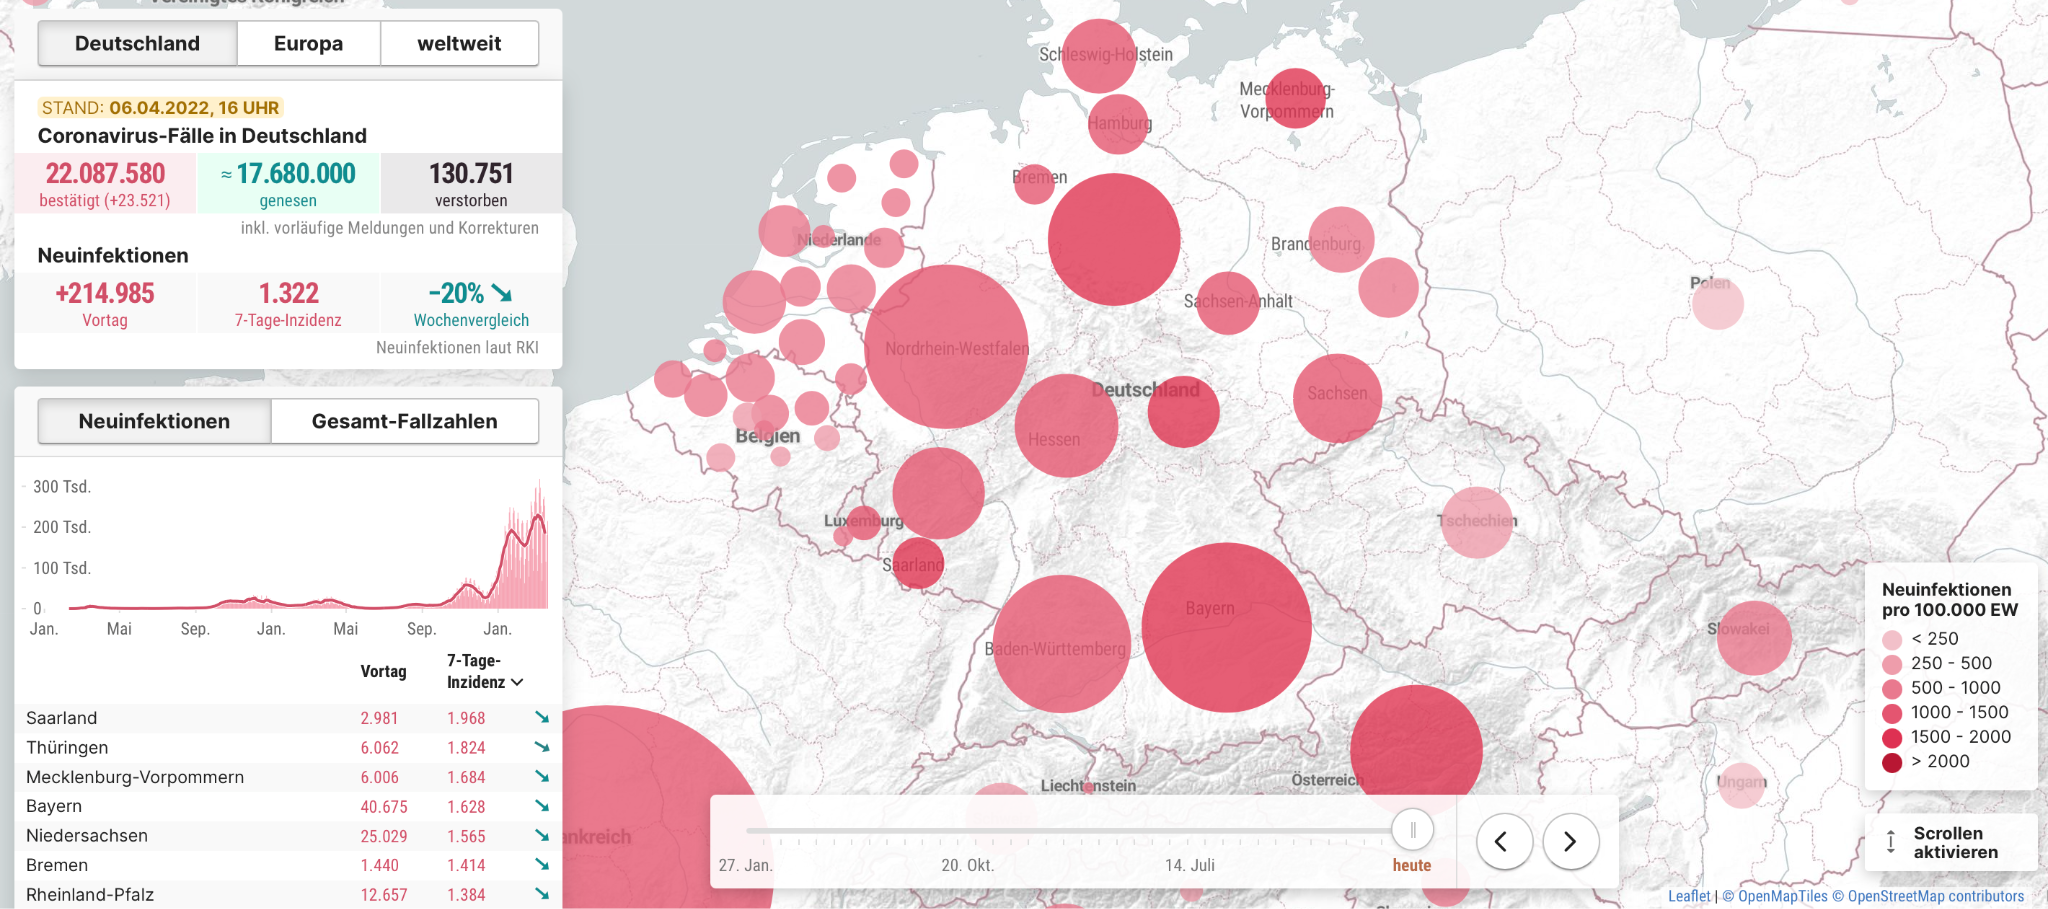 Vereinigtes Königreich
Deutschland
Europa
weltweit
STAND: 06.04.2022, 16 UHR
Coronavirus-Fälle in Deutschland
22.087.580
≈ 17.680.000
130.751
bestätigt (+23.521)
genesen
verstorben
inkl. vorläufige Meldungen und Korrekturen
Neuinfektionen
+214.985
1.322
−20%
Vortag
7-Tage-Inzidenz
Wochenvergleich
Neuinfektionen laut RKI
Neuinfektionen
Gesamt-Fallzahlen
300 Tsd.
200 Tsd.
100 Tsd.
0
Jan.
Mai
Sep.
Jan.
Mai
Sep.
Jan.
Vortag
7-Tage-
Inzidenz
Saarland 2.981 1.968
Thüringen 6.062 1.824
Mecklenburg-Vorpommern 6.006 1.684
Bayern 40.675 1.628
Niedersachsen 25.029 1.565
Bremen 1.440 1.414
Rheinland-Pfalz 12.657 1.384
Schleswig-Holstein
Mecklenburg-
Vorpommern
Hamburg
Bremen
Niederlande
Brandenburg
Polen
Sachsen-Anhalt
Nordrhein-Westfalen
Deutschland
Sachsen
Belgien
Hessen
Luxemburg
Tschechien
Saarland
Bayern
Slowakei
Baden-Württemberg
Liechtenstein
Österreich
Ungarn
ankreich
27. Jan.
20. Okt.
14. Juli
heute
Neuinfektionen
pro 100.000 EW
< 250
250 - 500
500 - 1000
1000 - 1500
1500 - 2000
> 2000
Scrollen
aktivieren
Leaflet | © OpenMapTiles © OpenStreetMap contributors